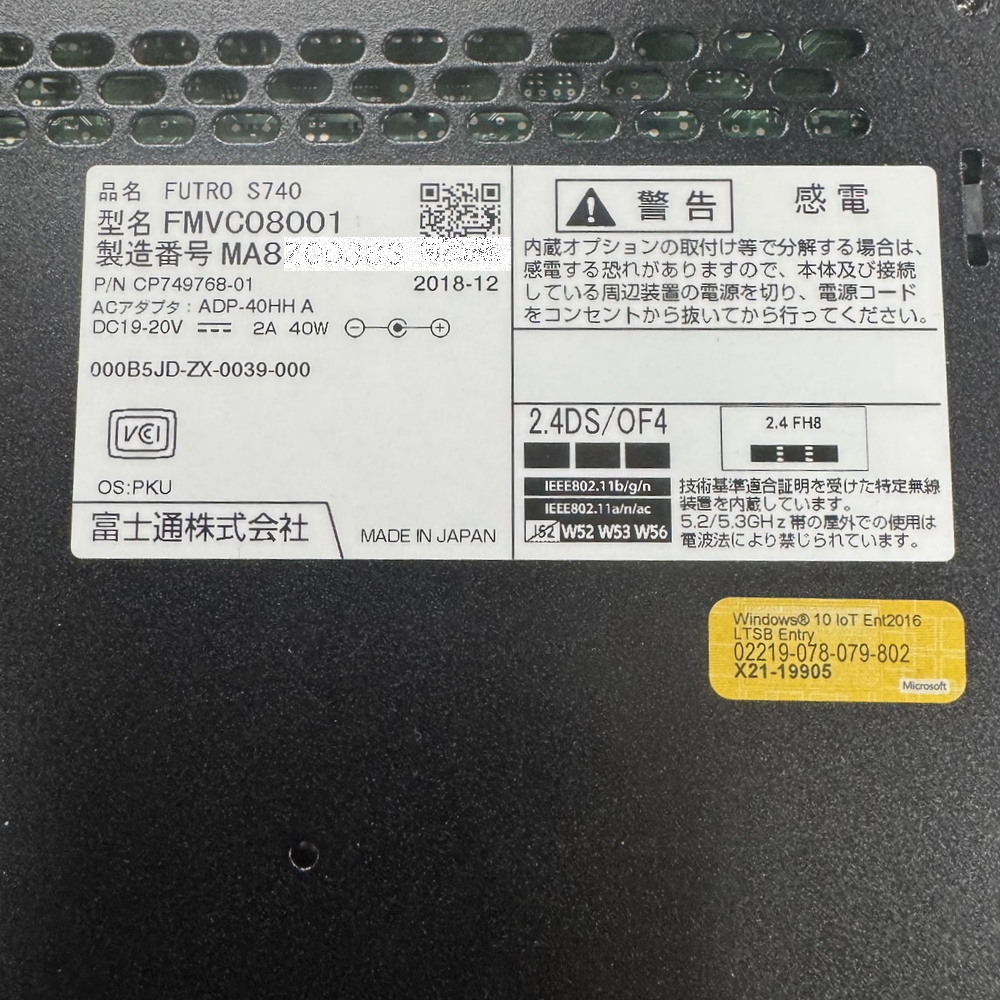 品名 FUTRO S740
型名 FMVC08001
製造番号 MA8
P/N CP749768-01 2018-12
ACアダプタ : ADP-40HH A
DC19-20V 2A 40W
000B5JD-ZX-0039-000
VCCI
OS:PKU
富士通株式会社 MADE IN JAPAN
警告 感電
内蔵オプションの取付け等で分解する場合は、
感電する恐れがありますので、本体及び接続
している周辺装置の電源を切り、電源コード
をコンセントから抜いてから行ってください。
2.4DS/OF4
2.4 FH8
IEEE802.11b/g/n
IEEE802.11a/n/ac
J52 W52 W53 W56
技術基準適合証明を受けた特定無線
装置を内蔵しています。
5.2/5.3GHz帯の屋外での使用は
電波法により禁じられています。
Windows® 10 IoT Ent2016
LTSB Entry
02219-078-079-802
X21-19905
Microsoft